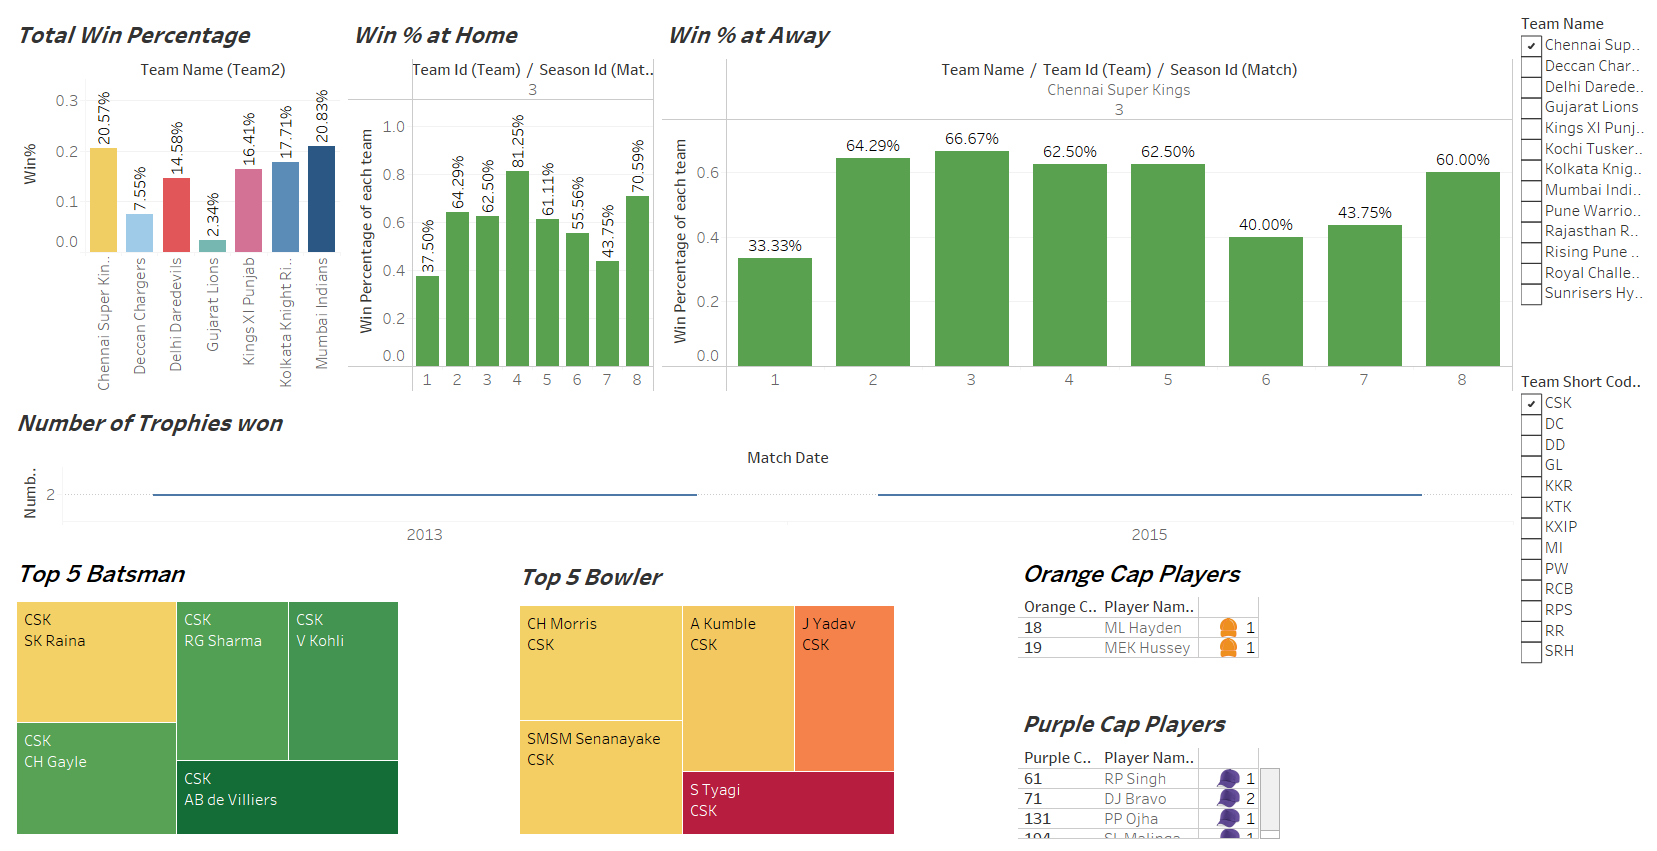 Total Win Percentage
Team Name (Team2)
Win%
0.3
0.2
0.1
0.0
20.57%
7.55%
14.58%
2.34%
16.41%
17.71%
20.83%
Chennai Super Kin..
Deccan Chargers
Delhi Daredevils
Gujarat Lions
Kings XI Punjab
Kolkata Knight Ri..
Mumbai Indians
Win % at Home
Team Id (Team) / Season Id (Mat..
3
Win Percentage of each team
1.0
0.8
0.6
0.4
0.2
0.0
37.50%
64.29%
62.50%
81.25%
61.11%
55.56%
43.75%
70.59%
1 2 3 4 5 6 7 8
Win % at Away
Team Name / Team Id (Team) / Season Id (Match)
Chennai Super Kings
3
Win Percentage of each team
0.6
0.4
0.2
0.0
33.33%
64.29%
66.67%
62.50%
62.50%
40.00%
43.75%
60.00%
1 2 3 4 5 6 7 8
Team Name
Chennai Sup..
Deccan Char..
Delhi Darede..
Gujarat Lions
Kings XI Punj..
Kochi Tusker..
Kolkata Knig..
Mumbai Indi..
Pune Warrio..
Rajasthan R..
Rising Pune ..
Royal Challe..
Sunrisers Hy..
Team Short Cod..
CSK
DC
DD
GL
KKR
KTK
KXIP
MI
PW
RCB
RPS
RR
SRH
Number of Trophies won
Match Date
Numb..
2
2013
2015
Top 5 Batsman
CSK
SK Raina
CSK
RG Sharma
CSK
V Kohli
CSK
CH Gayle
CSK
AB de Villiers
Top 5 Bowler
CH Morris
CSK
A Kumble
CSK
J Yadav
CSK
SMSM Senanayake
CSK
S Tyagi
CSK
Orange Cap Players
Orange C.. Player Nam..
18 ML Hayden 1
19 MEK Hussey 1
Purple Cap Players
Purple C.. Player Nam..
61 RP Singh 1
71 DJ Bravo 2
131 PP Ojha 1
194 SL Malinga 1